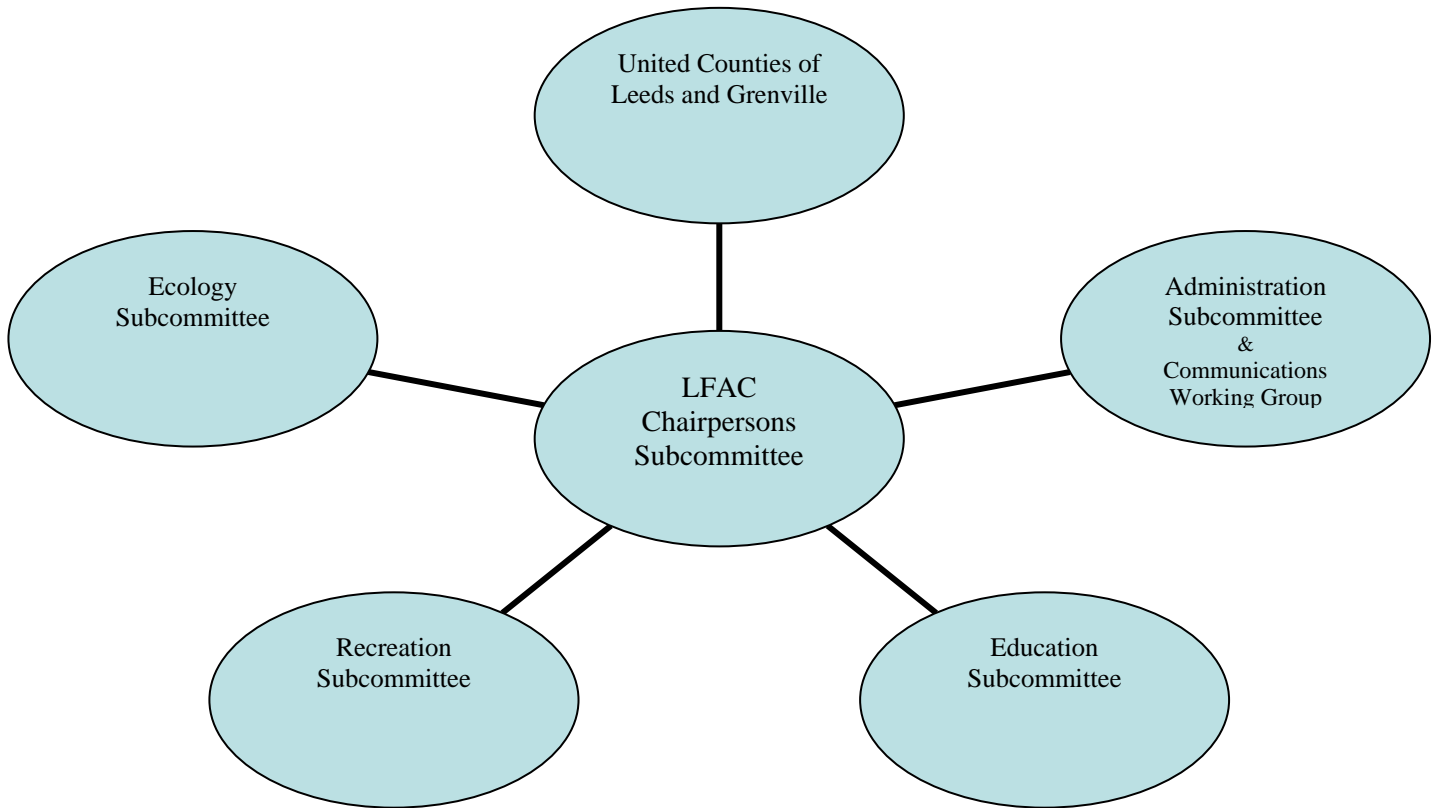 United Counties of
Leeds and Grenville
Ecology
Subcommittee
Administration
Subcommittee
&
Communications
Working Group
LFAC
Chairpersons
Subcommittee
Recreation
Subcommittee
Education
Subcommittee